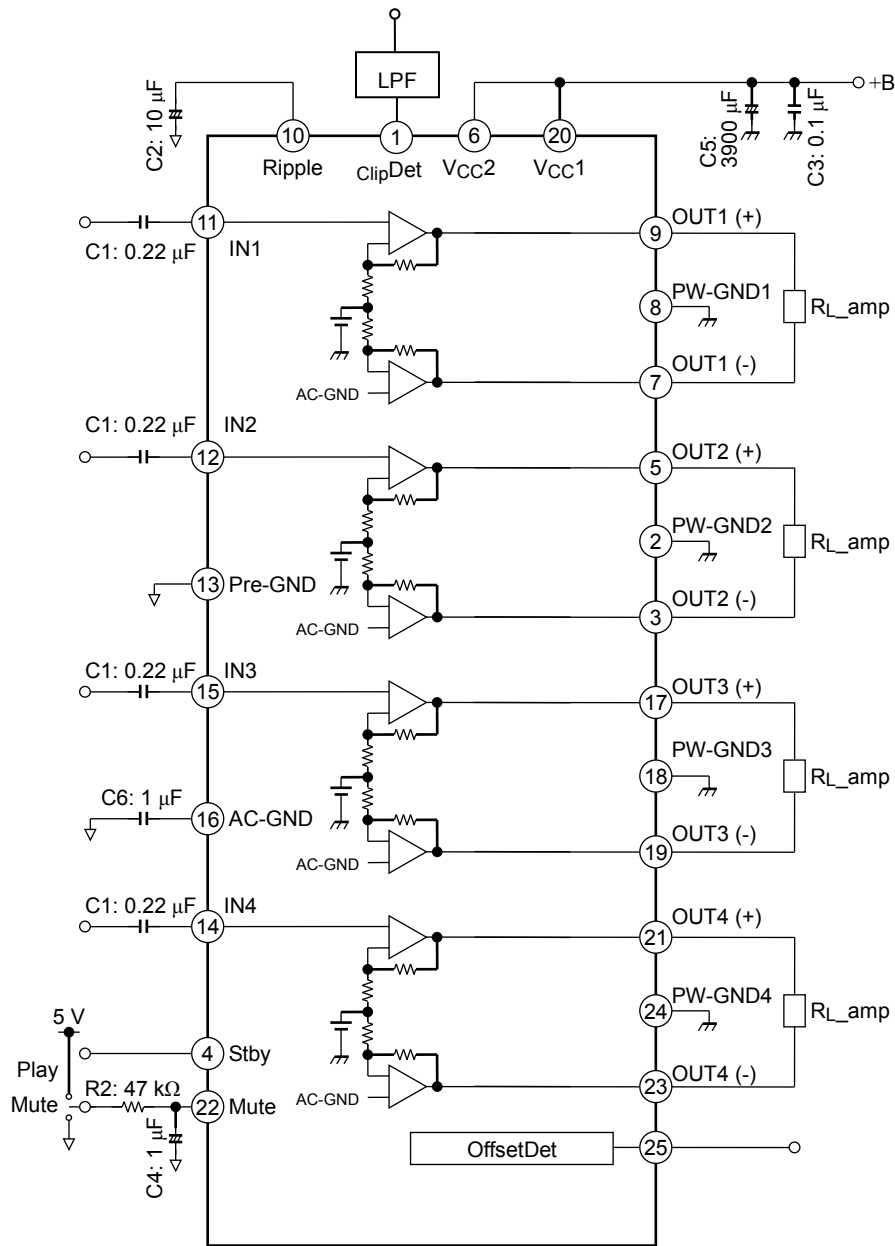 LPF
+B
C2: 10 µF
C5:
3900 µF
C3: 0.1 µF
10
1
6
20
Ripple
ClipDet
VCC2
VCC1
11
C1: 0.22 µF
IN1
9
OUT1 (+)
8
PW-GND1
RL_amp
AC-GND
7
OUT1 (-)
C1: 0.22 µF
IN2
12
5
OUT2 (+)
2
PW-GND2
RL_amp
13
Pre-GND
AC-GND
3
OUT2 (-)
C1: 0.22 µF
IN3
15
17
OUT3 (+)
18
PW-GND3
RL_amp
C6: 1 µF
16
AC-GND
AC-GND
19
OUT3 (-)
C1: 0.22 µF
IN4
14
21
OUT4 (+)
24
PW-GND4
RL_amp
5 V
Play
4
Stby
R2: 47 kΩ
Mute
22
Mute
C4: 1 µF
AC-GND
23
OUT4 (-)
OffsetDet
25